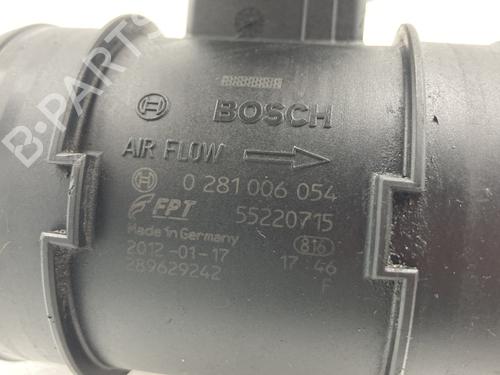 BOSCH
AIR FLOW
0 281 006 054
FPT 55220715
Made in Germany 816
2012-01-17 17:46
289629242 F
B-PARTS